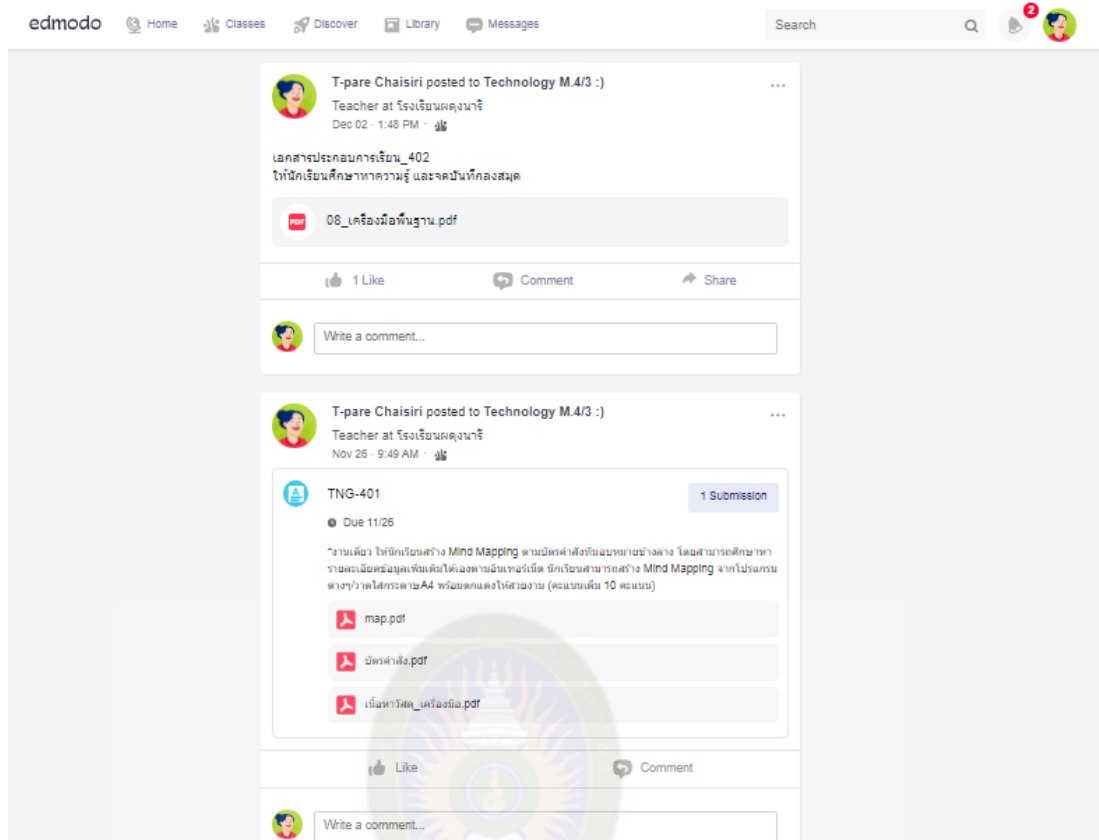 edmodo Home Classes Discover Library Messages Search 2
T-pare Chaisiri posted to Technology M.4/3 :)
Teacher at โรงเรียนผดุงนารี
Dec 02 - 1:48 PM ·
เอกสารประกอบการเรียน_402
ให้นักเรียนศึกษาหาความรู้ และจดบันทึกลงสมุด
PDF 08_เครื่องมือพื้นฐาน.pdf
1 Like Comment Share
Write a comment...
T-pare Chaisiri posted to Technology M.4/3 :)
Teacher at โรงเรียนผดุงนารี
Nov 26 - 9:49 AM ·
TNG-401 1 Submission
Due 11/26
*งานเดี่ยว ให้นักเรียนสร้าง Mind Mapping ตามบัตรคำสั่งที่มอบหมายข้างล่าง โดยสามารถศึกษาหา
รายละเอียดข้อมูลเพิ่มเติมได้เองตามอินเทอร์เน็ต นักเรียนสามารถสร้าง Mind Mapping จากโปรแกรม
ต่างๆ/วาดใส่กระดาษA4 พร้อมตกแต่งให้สวยงาม (คะแนนเต็ม 10 คะแนน)
map.pdf
บัตรคำสั่ง.pdf
เนื้อหาวัสดุ_เครื่องมือ.pdf
Like Comment
Write a comment...